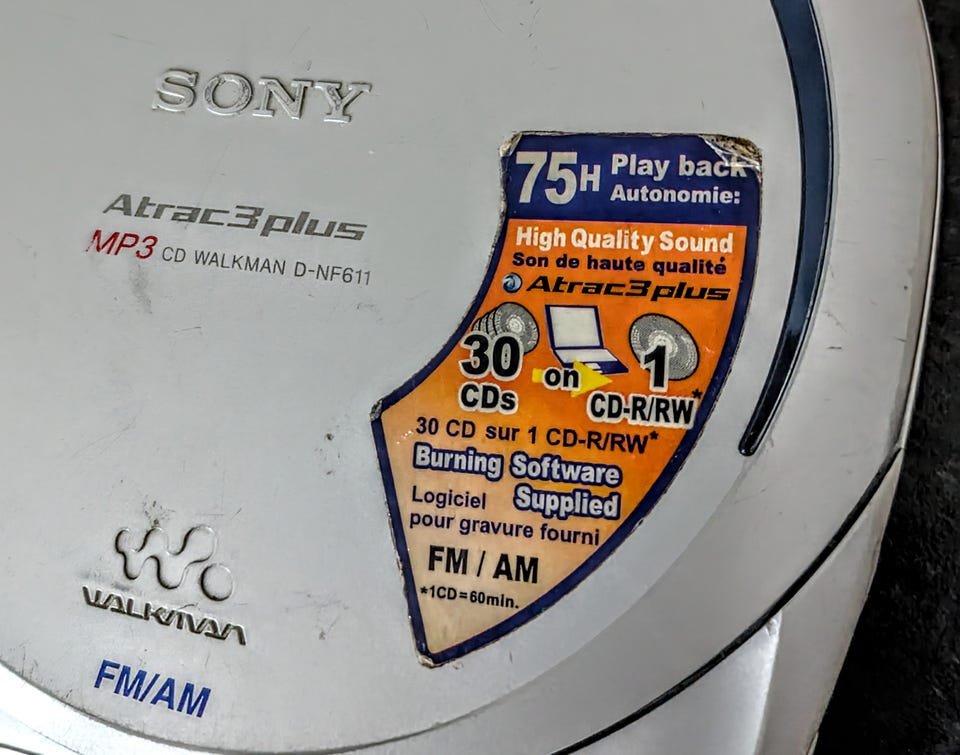 SONY
Atrac3plus
MP3 CD WALKMAN D-NF611
75H Play back
Autonomie:
High Quality Sound
Son de haute qualité
Atrac3plus
30 CDs on 1 CD-R/RW*
30 CD sur 1 CD-R/RW*
Burning Software
Supplied
Logiciel
pour gravure fourni
FM / AM
*1CD=60min.
WALKMAN
FM/AM